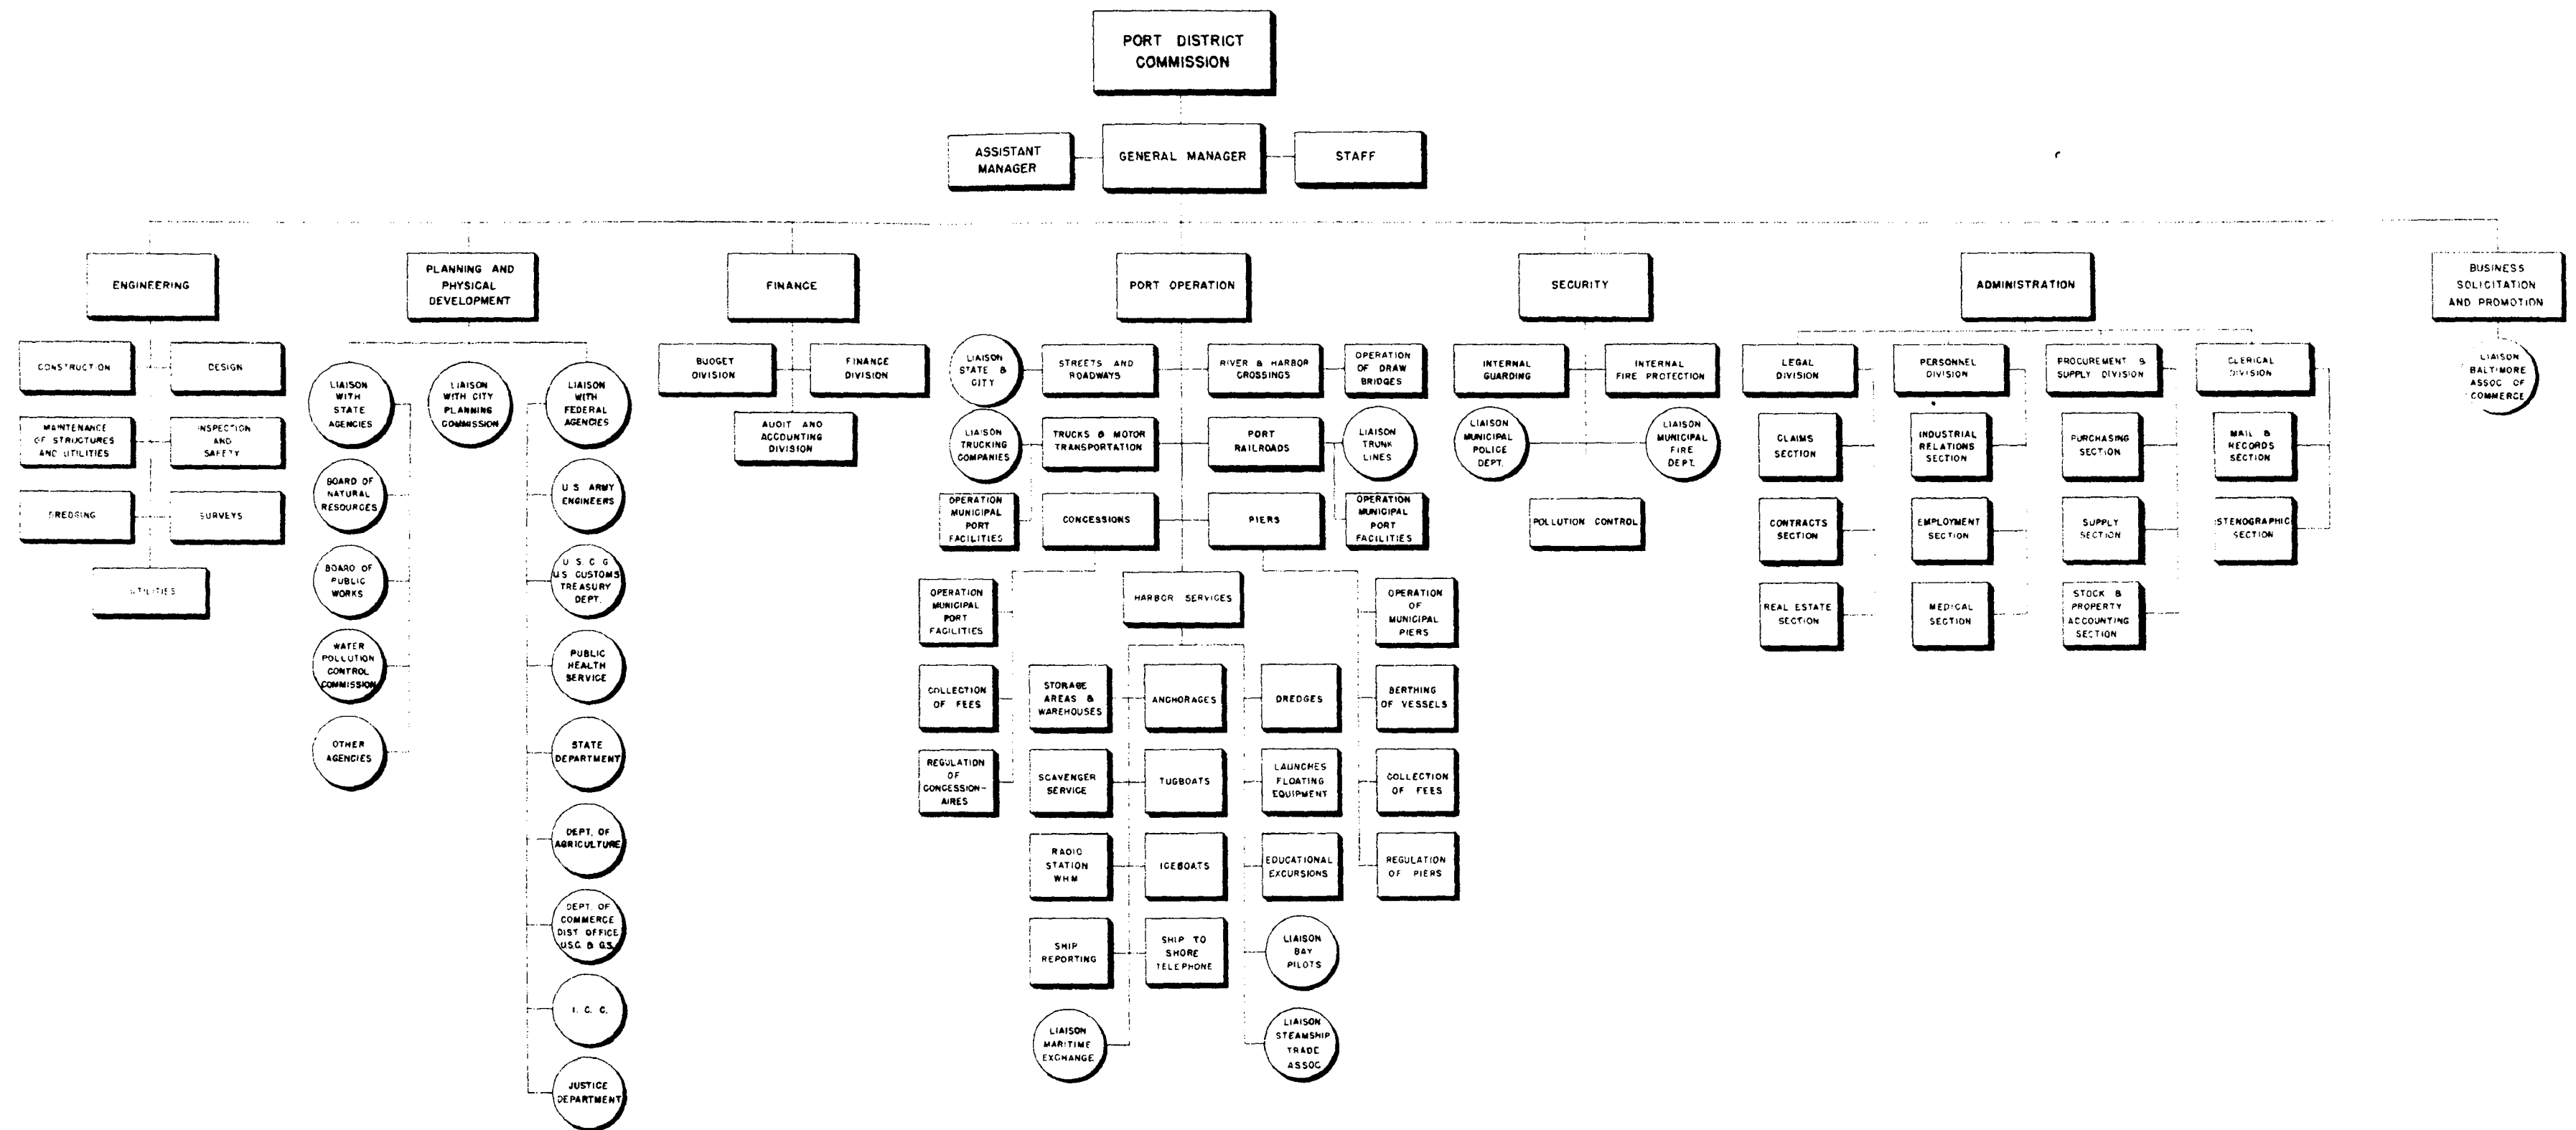 PORT DISTRICT
COMMISSION
ASSISTANT
MANAGER
GENERAL MANAGER
STAFF
ENGINEERING
PLANNING AND
PHYSICAL
DEVELOPMENT
FINANCE
PORT OPERATION
SECURITY
ADMINISTRATION
BUSINESS
SOLICITATION
AND PROMOTION
CONSTRUCTION
DESIGN
MAINTENANCE
OF STRUCTURES
AND UTILITIES
INSPECTION
AND
SAFETY
DREDGING
SURVEYS
UTILITIES
LIAISON
WITH
STATE
AGENCIES
LIAISON
WITH CITY
PLANNING
COMMISSION
LIAISON
WITH
FEDERAL
AGENCIES
BOARD OF
NATURAL
RESOURCES
BOARD OF
PUBLIC
WORKS
WATER
POLLUTION
CONTROL
COMMISSION
OTHER
AGENCIES
U.S. ARMY
ENGINEERS
U. S. C. G.
U.S. CUSTOMS
TREASURY
DEPT.
PUBLIC
HEALTH
SERVICE
STATE
DEPARTMENT
DEPT. OF
AGRICULTURE
DEPT. OF
COMMERCE
DIST. OFFICE
U.S.C. & G.S.
I. C. C.
JUSTICE
DEPARTMENT
BUDGET
DIVISION
FINANCE
DIVISION
AUDIT AND
ACCOUNTING
DIVISION
LIAISON
STATE &
CITY
STREETS AND
ROADWAYS
RIVER & HARBOR
CROSSINGS
OPERATION
OF DRAW
BRIDGES
LIAISON
TRUCKING
COMPANIES
TRUCKS & MOTOR
TRANSPORTATION
PORT
RAILROADS
LIAISON
TRUNK
LINES
OPERATION
MUNICIPAL
PORT
FACILITIES
CONCESSIONS
PIERS
OPERATION
MUNICIPAL
PORT
FACILITIES
OPERATION
MUNICIPAL
PORT
FACILITIES
HARBOR SERVICES
OPERATION
OF
MUNICIPAL
PIERS
COLLECTION
OF FEES
STORAGE
AREAS &
WAREHOUSES
ANCHORAGES
DREDGES
BERTHING
OF VESSELS
REGULATION
OF
CONCESSION-
AIRES
SCAVENGER
SERVICE
TUGBOATS
LAUNCHES
FLOATING
EQUIPMENT
COLLECTION
OF FEES
RADIO
STATION
WHM
ICEBOATS
EDUCATIONAL
EXCURSIONS
REGULATION
OF PIERS
SHIP
REPORTING
SHIP TO
SHORE
TELEPHONE
LIAISON
BAY
PILOTS
LIAISON
MARITIME
EXCHANGE
LIAISON
STEAMSHIP
TRADE
ASSOC
INTERNAL
GUARDING
INTERNAL
FIRE PROTECTION
LIAISON
MUNICIPAL
POLICE
DEPT.
LIAISON
MUNICIPAL
FIRE
DEPT.
POLLUTION CONTROL
LEGAL
DIVISION
PERSONNEL
DIVISION
PROCUREMENT &
SUPPLY DIVISION
CLERICAL
DIVISION
CLAIMS
SECTION
INDUSTRIAL
RELATIONS
SECTION
PURCHASING
SECTION
MAIL &
RECORDS
SECTION
CONTRACTS
SECTION
EMPLOYMENT
SECTION
SUPPLY
SECTION
STENOGRAPHIC
SECTION
REAL ESTATE
SECTION
MEDICAL
SECTION
STOCK &
PROPERTY
ACCOUNTING
SECTION
LIAISON
BALTIMORE
ASSOC OF
COMMERCE